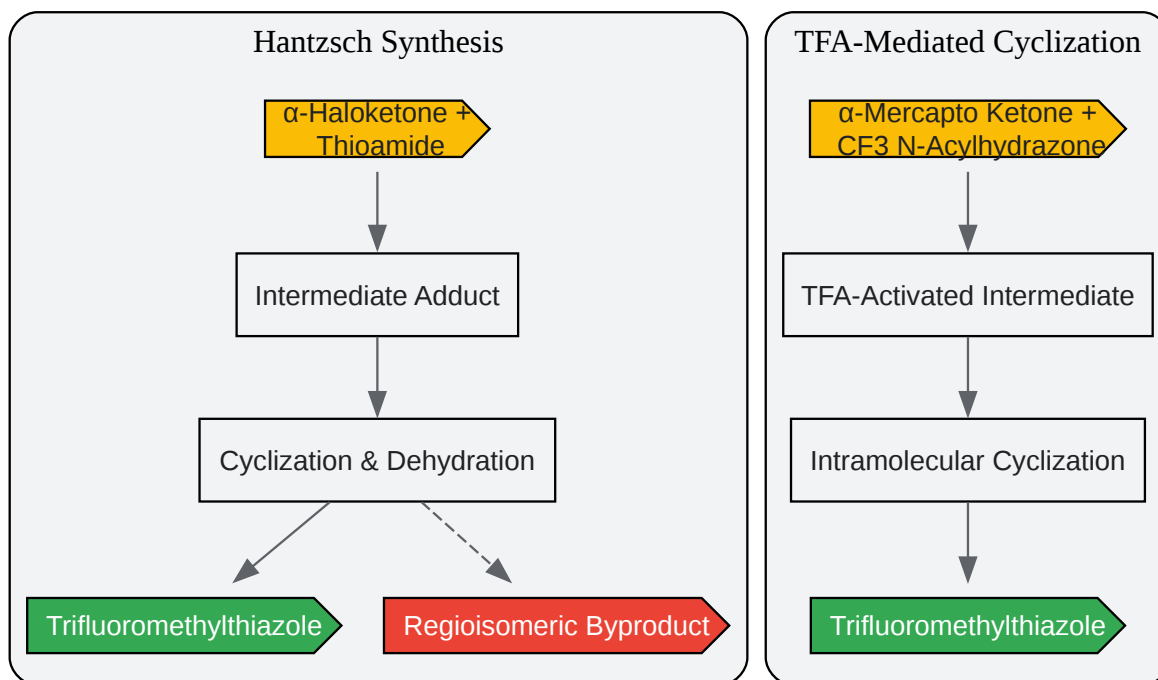 Hantzsch Synthesis
α-Haloketone +
Thioamide
Intermediate Adduct
Cyclization & Dehydration
Trifluoromethylthiazole
Regioisomeric Byproduct
TFA-Mediated Cyclization
α-Mercapto Ketone +
CF3 N-Acylhydrazone
TFA-Activated Intermediate
Intramolecular Cyclization
Trifluoromethylthiazole